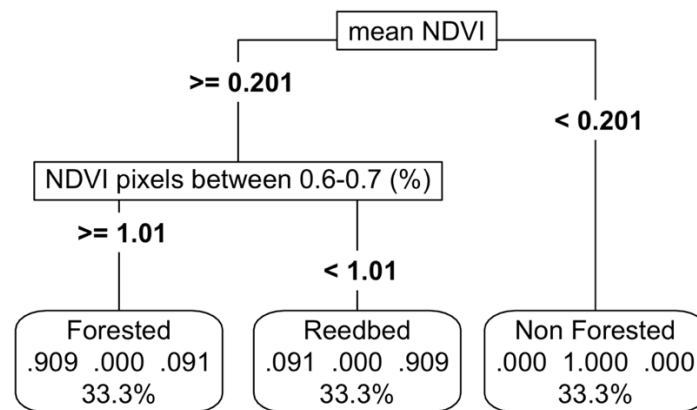 mean NDVI
>= 0.201
< 0.201
NDVI pixels between 0.6-0.7 (%)
>= 1.01
< 1.01
Forested
.909 .000 .091
33.3%
Reedbed
.091 .000 .909
33.3%
Non Forested
.000 1.000 .000
33.3%